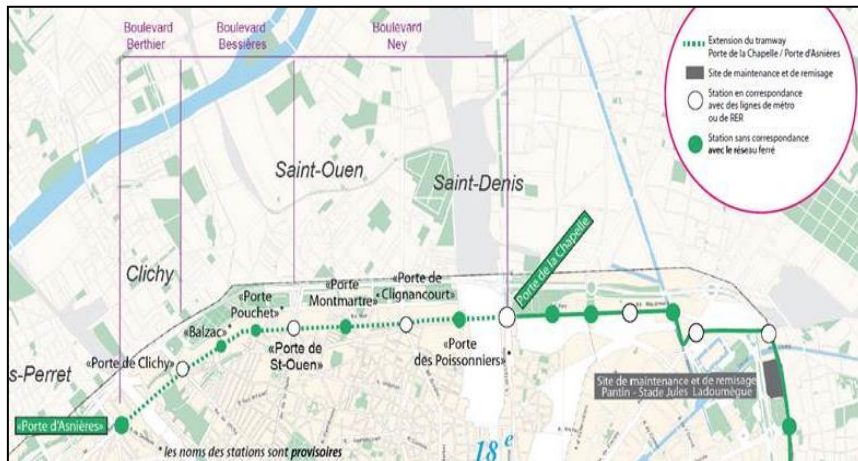 Boulevard
Berthier
Boulevard
Bessières
Boulevard
Ney
Extension du tramway
Porte de la Chapelle / Porte d'Asnières
Site de maintenance et de remisage
Station en correspondance
avec des lignes de métro
ou de RER
Station sans correspondance
avec le réseau ferré
Saint-Ouen
Saint-Denis
Clichy
Porte de la Chapelle
«Porte
Pouchet»*
«Porte
Montmartre»*
«Porte de
Clignancourt»
«Balzac»*
«Porte de Clichy»
«Porte de
St-Ouen»
«Porte
des Poissonniers»*
s-Perret
Site de maintenance et de remisage
Pantin - Stade Jules Ladoumègue
«Porte d'Asnières»
* les noms des stations sont provisoires
18e